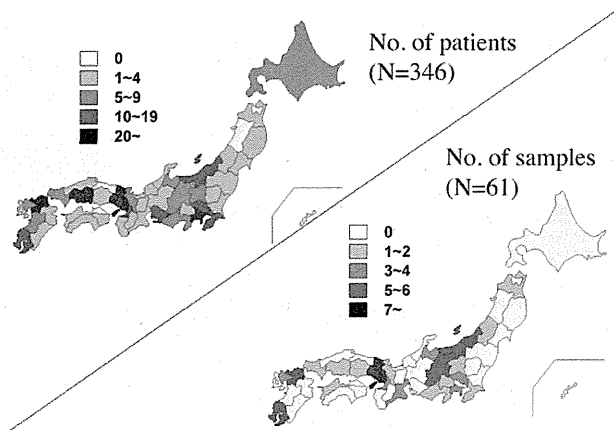 No. of patients
(N=346)
0
1~4
5~9
10~19
20~
No. of samples
(N=61)
0
1~2
3~4
5~6
7~